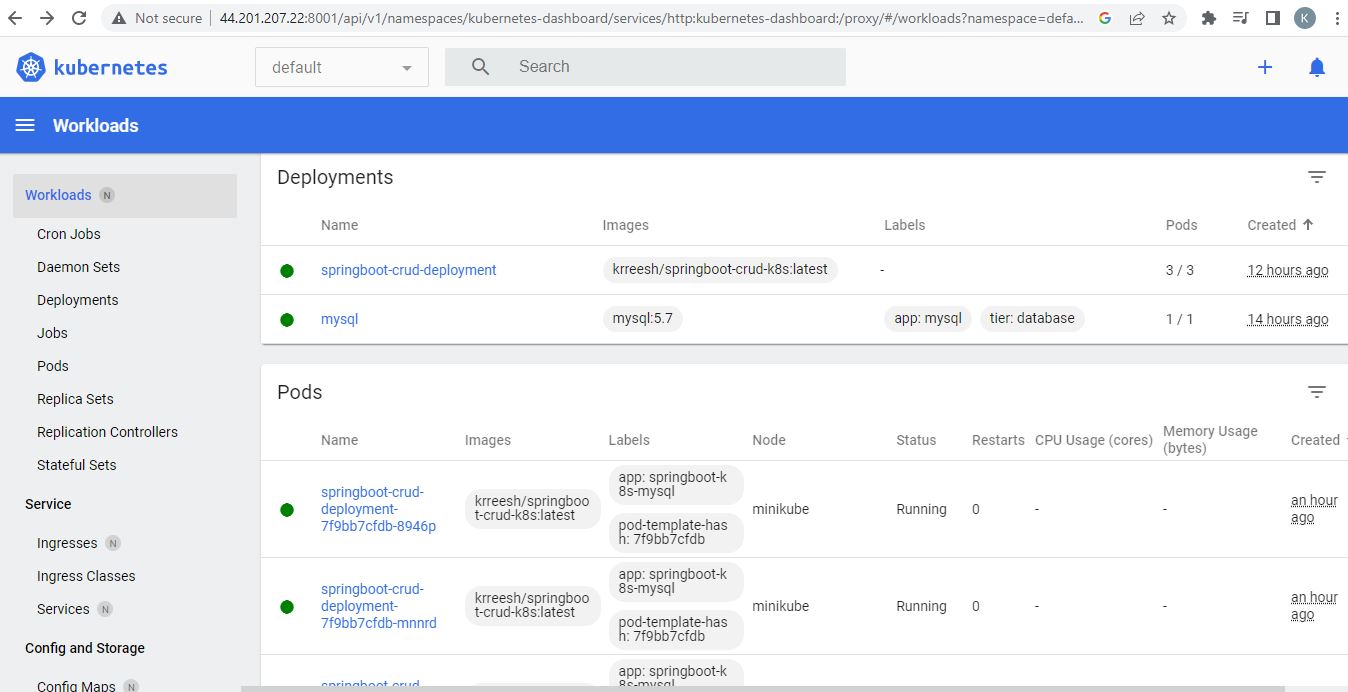 Not secure
44.201.207.22:8001/api/v1/namespaces/kubernetes-dashboard/services/http:kubernetes-dashboard:/proxy/#/workloads?namespace=defa...
G
K
kubernetes
default
Search
Workloads
Workloads N
Cron Jobs
Daemon Sets
Deployments
Jobs
Pods
Replica Sets
Replication Controllers
Stateful Sets
Service
Ingresses N
Ingress Classes
Services N
Config and Storage
Config Maps N
Deployments
Name Images Labels Pods Created
springboot-crud-deployment krreesh/springboot-crud-k8s:latest - 3 / 3 12 hours ago
mysql mysql:5.7 app: mysql tier: database 1 / 1 14 hours ago
Pods
Name Images Labels Node Status Restarts CPU Usage (cores) Memory Usage
(bytes) Created
springboot-crud-
deployment-
7f9bb7cfdb-8946p
krreesh/springboo
t-crud-k8s:latest
app: springboot-k
8s-mysql
pod-template-has
h: 7f9bb7cfdb
minikube Running 0 - -
an hour
ago
springboot-crud-
deployment-
7f9bb7cfdb-mnnrd
krreesh/springboo
t-crud-k8s:latest
app: springboot-k
8s-mysql
pod-template-has
h: 7f9bb7cfdb
minikube Running 0 - -
an hour
ago
springboot-crud-
app: springboot-k
8s-mysql